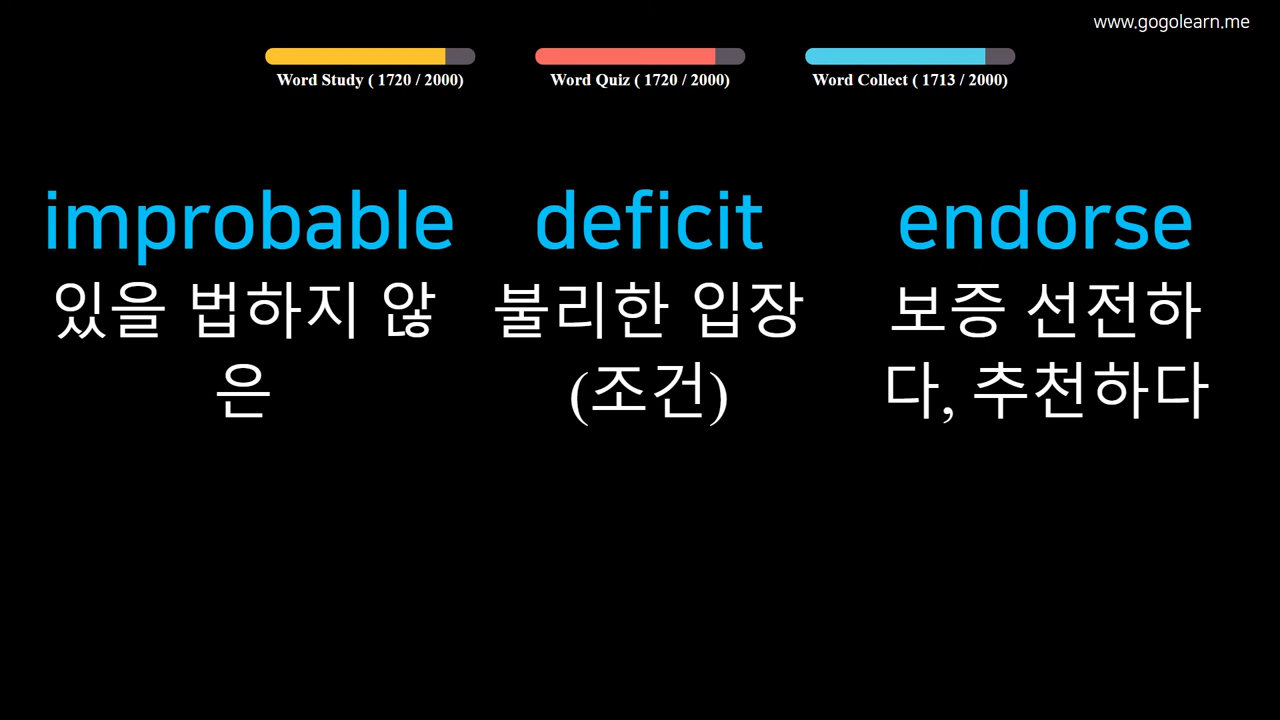 www.gogolearn.me
Word Study ( 1720 / 2000)
Word Quiz ( 1720 / 2000)
Word Collect ( 1713 / 2000)
improbable
있을 법하지 않
은
deficit
불리한 입장
(조건)
endorse
보증 선전하
다, 추천하다